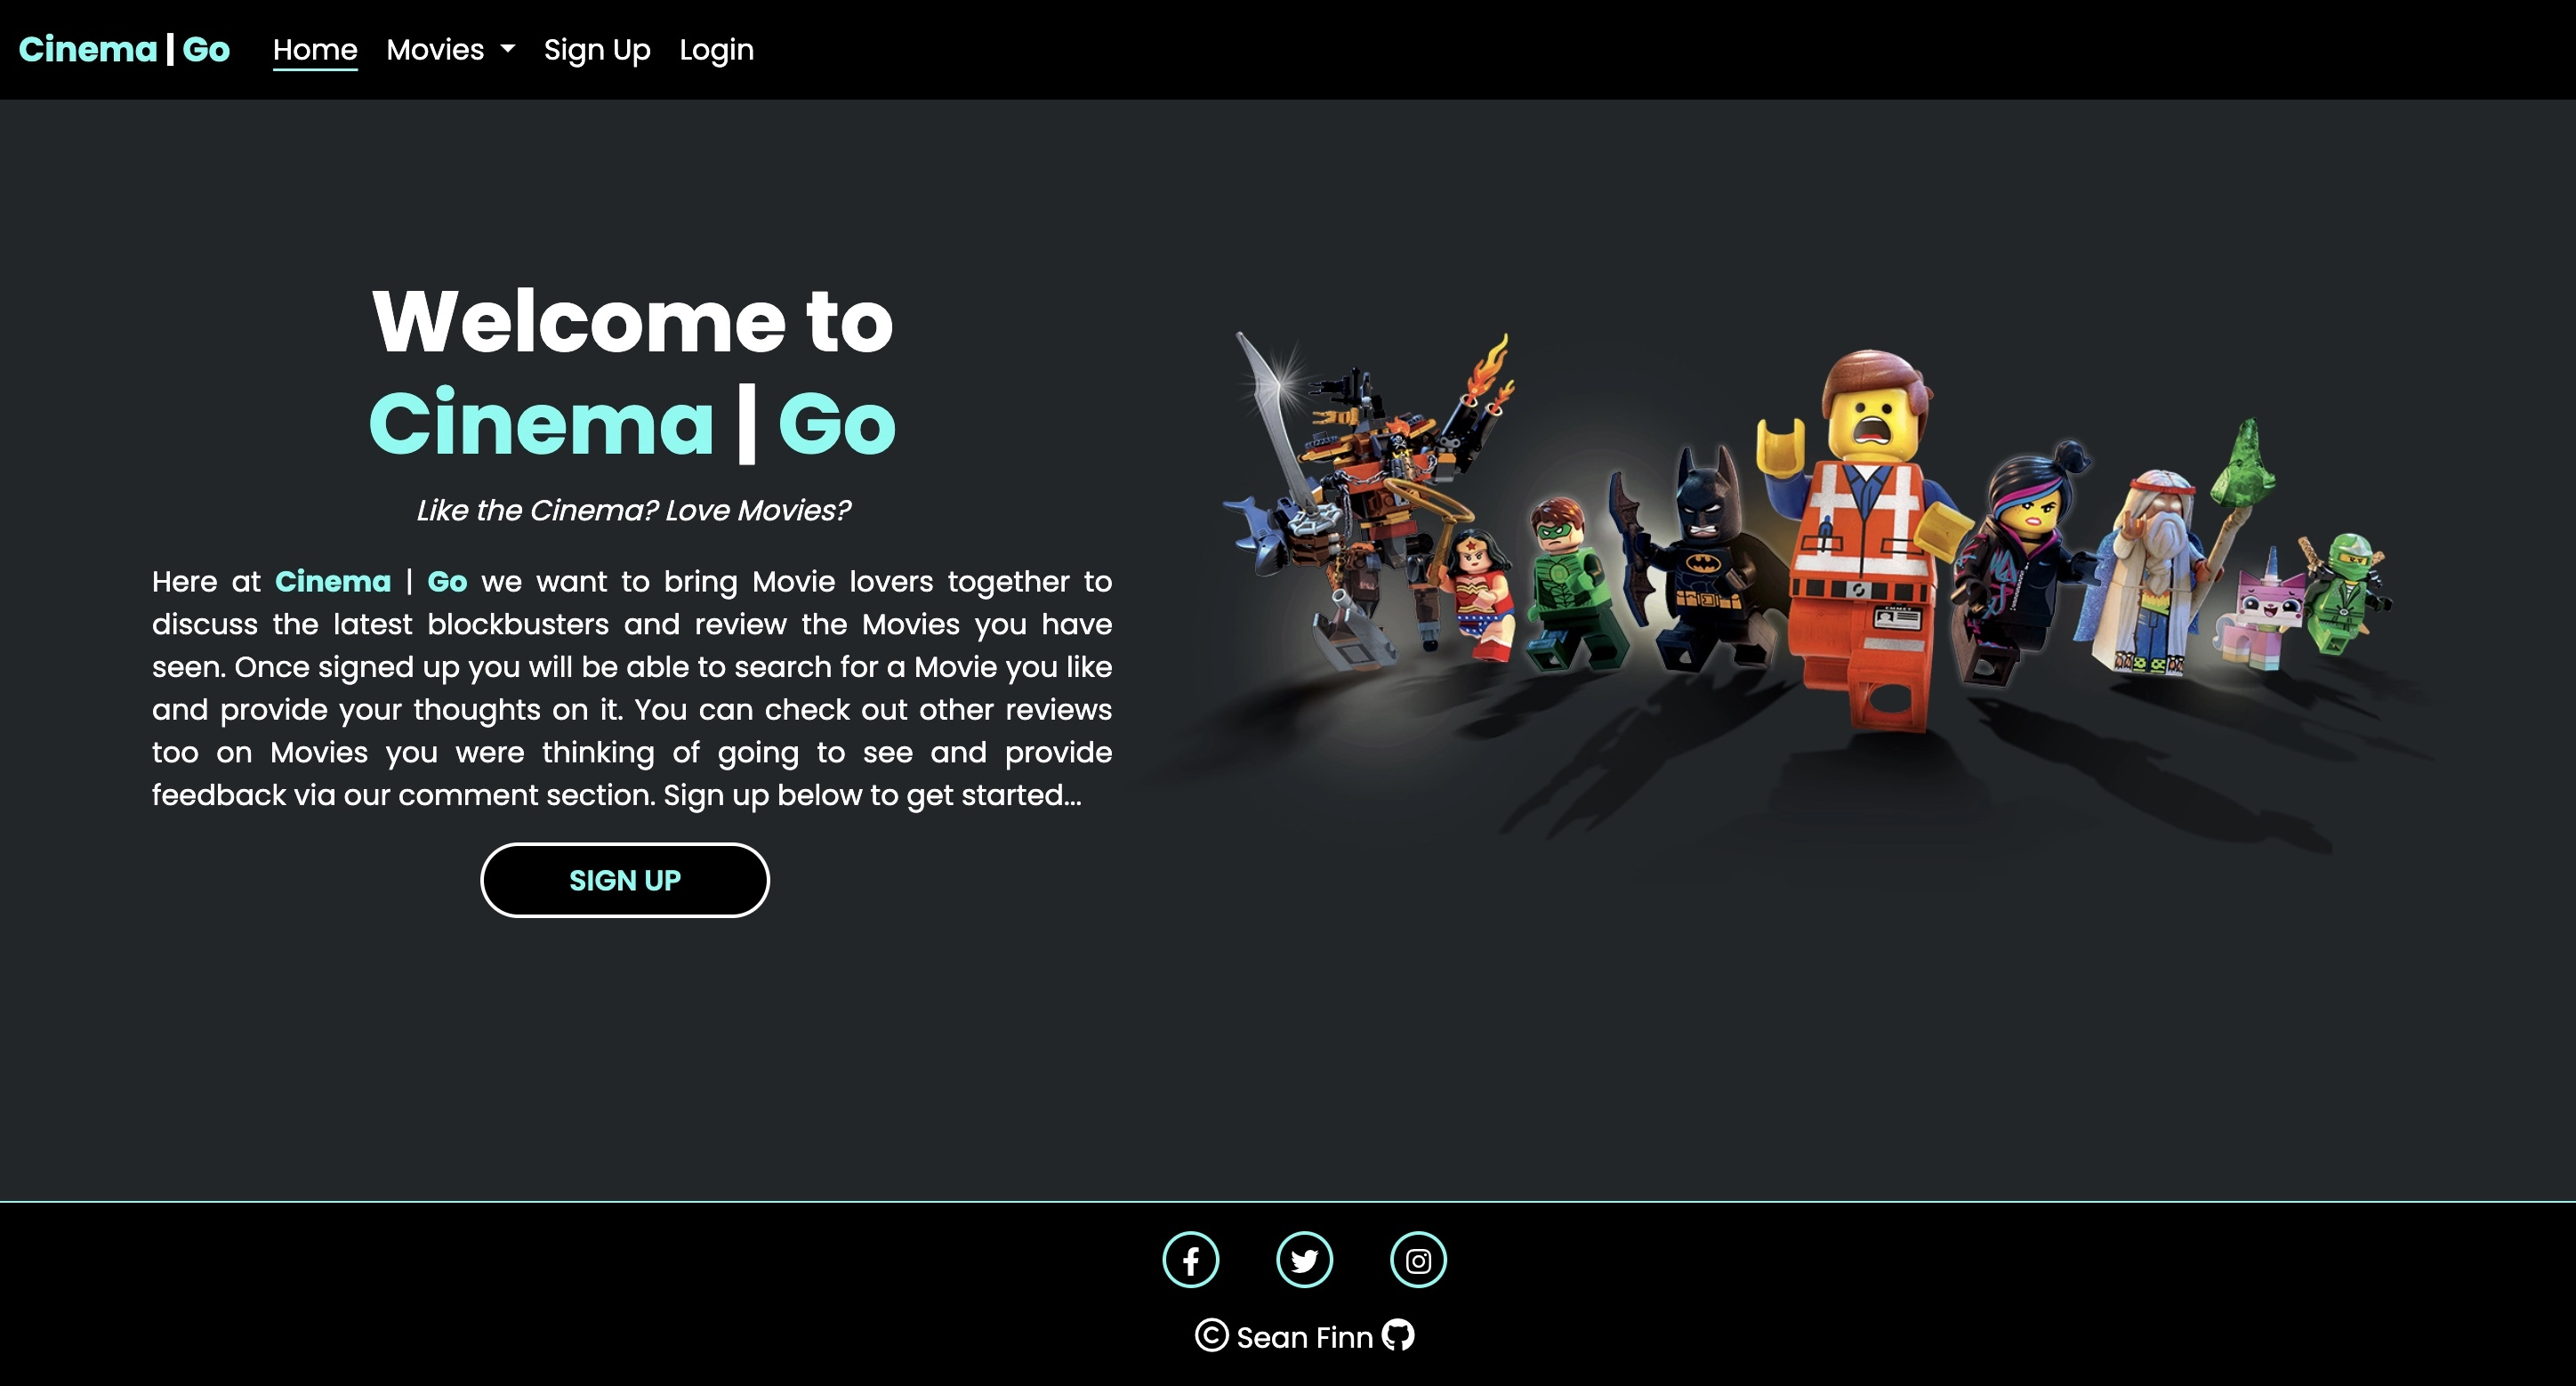 Cinema | Go Home Movies Sign Up Login
Welcome to
Cinema | Go
Like the Cinema? Love Movies?
Here at Cinema | Go we want to bring Movie lovers together to
discuss the latest blockbusters and review the Movies you have
seen. Once signed up you will be able to search for a Movie you like
and provide your thoughts on it. You can check out other reviews
too on Movies you were thinking of going to see and provide
feedback via our comment section. Sign up below to get started...
SIGN UP
EMMET
© Sean Finn